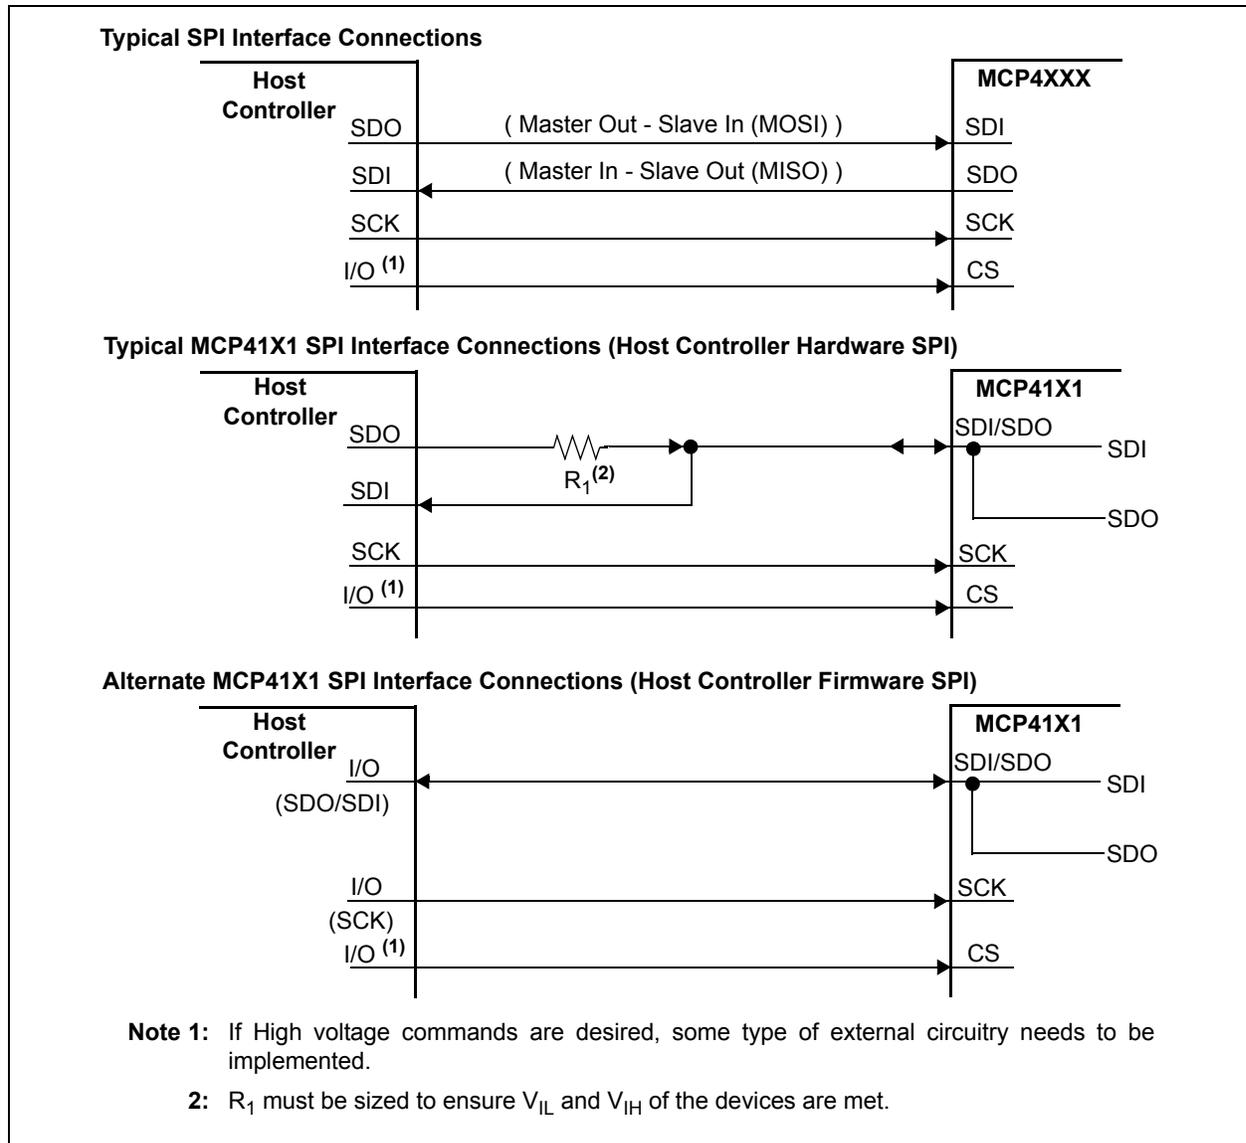 Typical SPI Interface Connections
Host
Controller
MCP4XXX
SDO
( Master Out - Slave In (MOSI) )
SDI
SDI
( Master In - Slave Out (MISO) )
SDO
SCK
SCK
I/O (1)
CS
Typical MCP41X1 SPI Interface Connections (Host Controller Hardware SPI)
Host
Controller
MCP41X1
SDO
R1(2)
SDI/SDO
SDI
SDI
SDO
SCK
SCK
I/O (1)
CS
Alternate MCP41X1 SPI Interface Connections (Host Controller Firmware SPI)
Host
Controller
MCP41X1
I/O
(SDO/SDI)
SDI/SDO
SDI
SDO
I/O
(SCK)
SCK
I/O (1)
CS
Note 1: If High voltage commands are desired, some type of external circuitry needs to be
implemented.
2: R1 must be sized to ensure VIL and VIH of the devices are met.